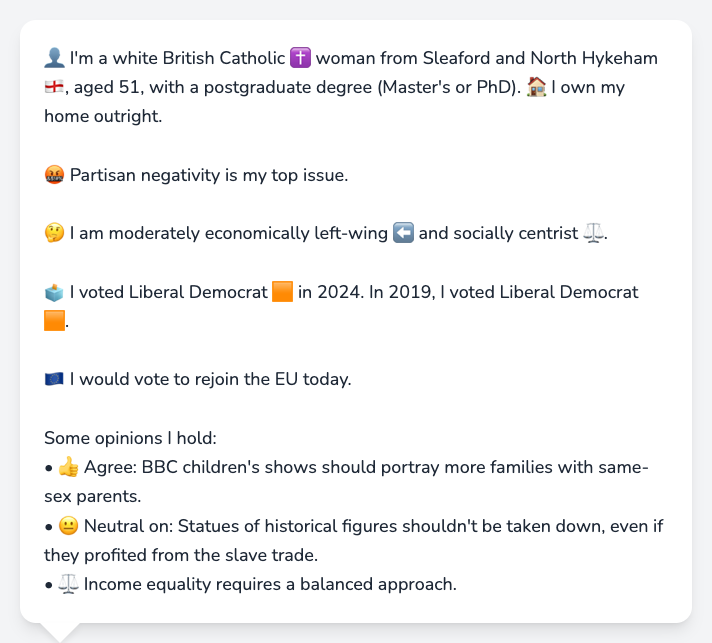 👤 I'm a white British Catholic ✝️ woman from Sleaford and North Hykeham
🏴󠁧󠁢󠁥󠁮󠁧󠁿, aged 51, with a postgraduate degree (Master's or PhD). 🏠 I own my
home outright.
🤬 Partisan negativity is my top issue.
🤔 I am moderately economically left-wing ⬅️ and socially centrist ⚖️.
🗳️ I voted Liberal Democrat 🟧 in 2024. In 2019, I voted Liberal Democrat
🟧.
🇪🇺 I would vote to rejoin the EU today.
Some opinions I hold:
• 👍 Agree: BBC children's shows should portray more families with same-
sex parents.
• 😐 Neutral on: Statues of historical figures shouldn't be taken down, even if
they profited from the slave trade.
• ⚖️ Income equality requires a balanced approach.